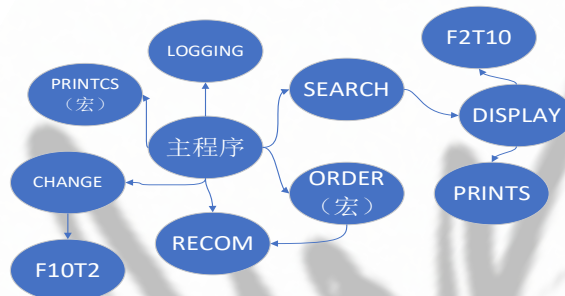 LOGGING
F2T10
PRINTCS
（宏）
SEARCH
DISPLAY
主程序
CHANGE
ORDER
（宏）
PRINTS
RECOM
F10T2